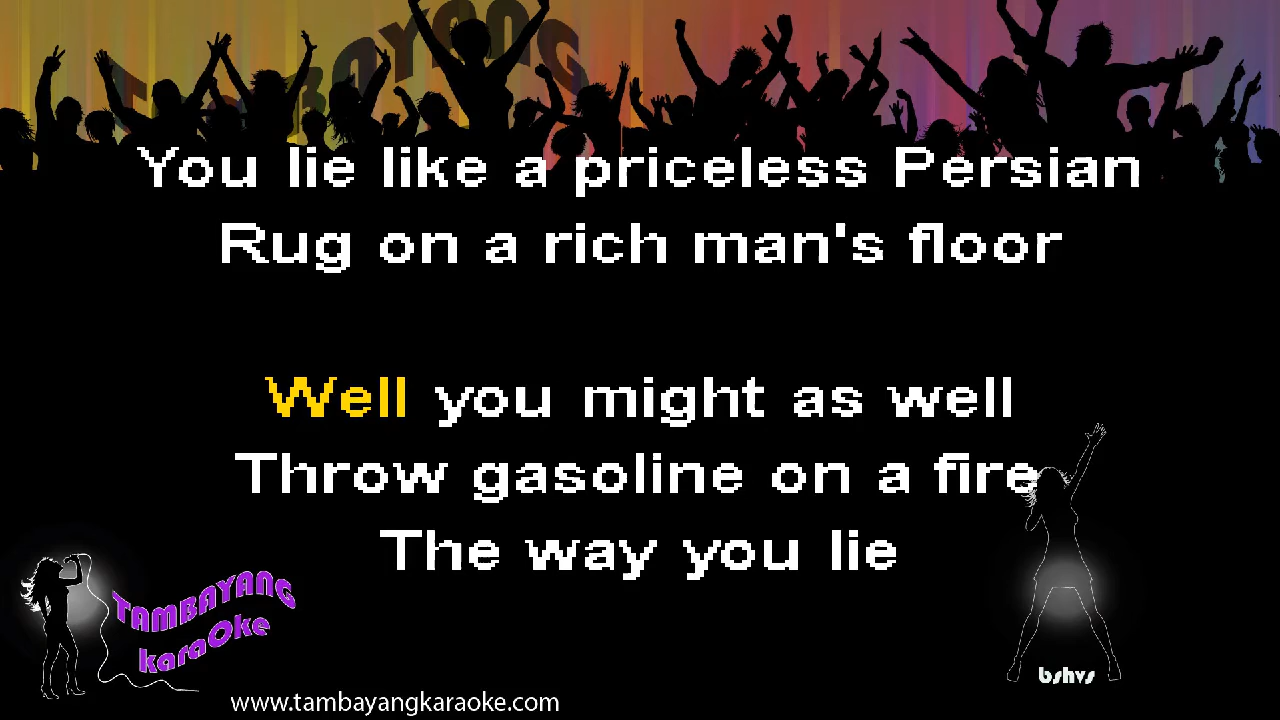 TAMBAYANG
You lie like a priceless Persian
Rug on a rich man's floor
Well you might as well
Throw gasoline on a fire
The way you lie
TAMBAYANG
karaOke
bshvs
www.tambayangkaraoke.com